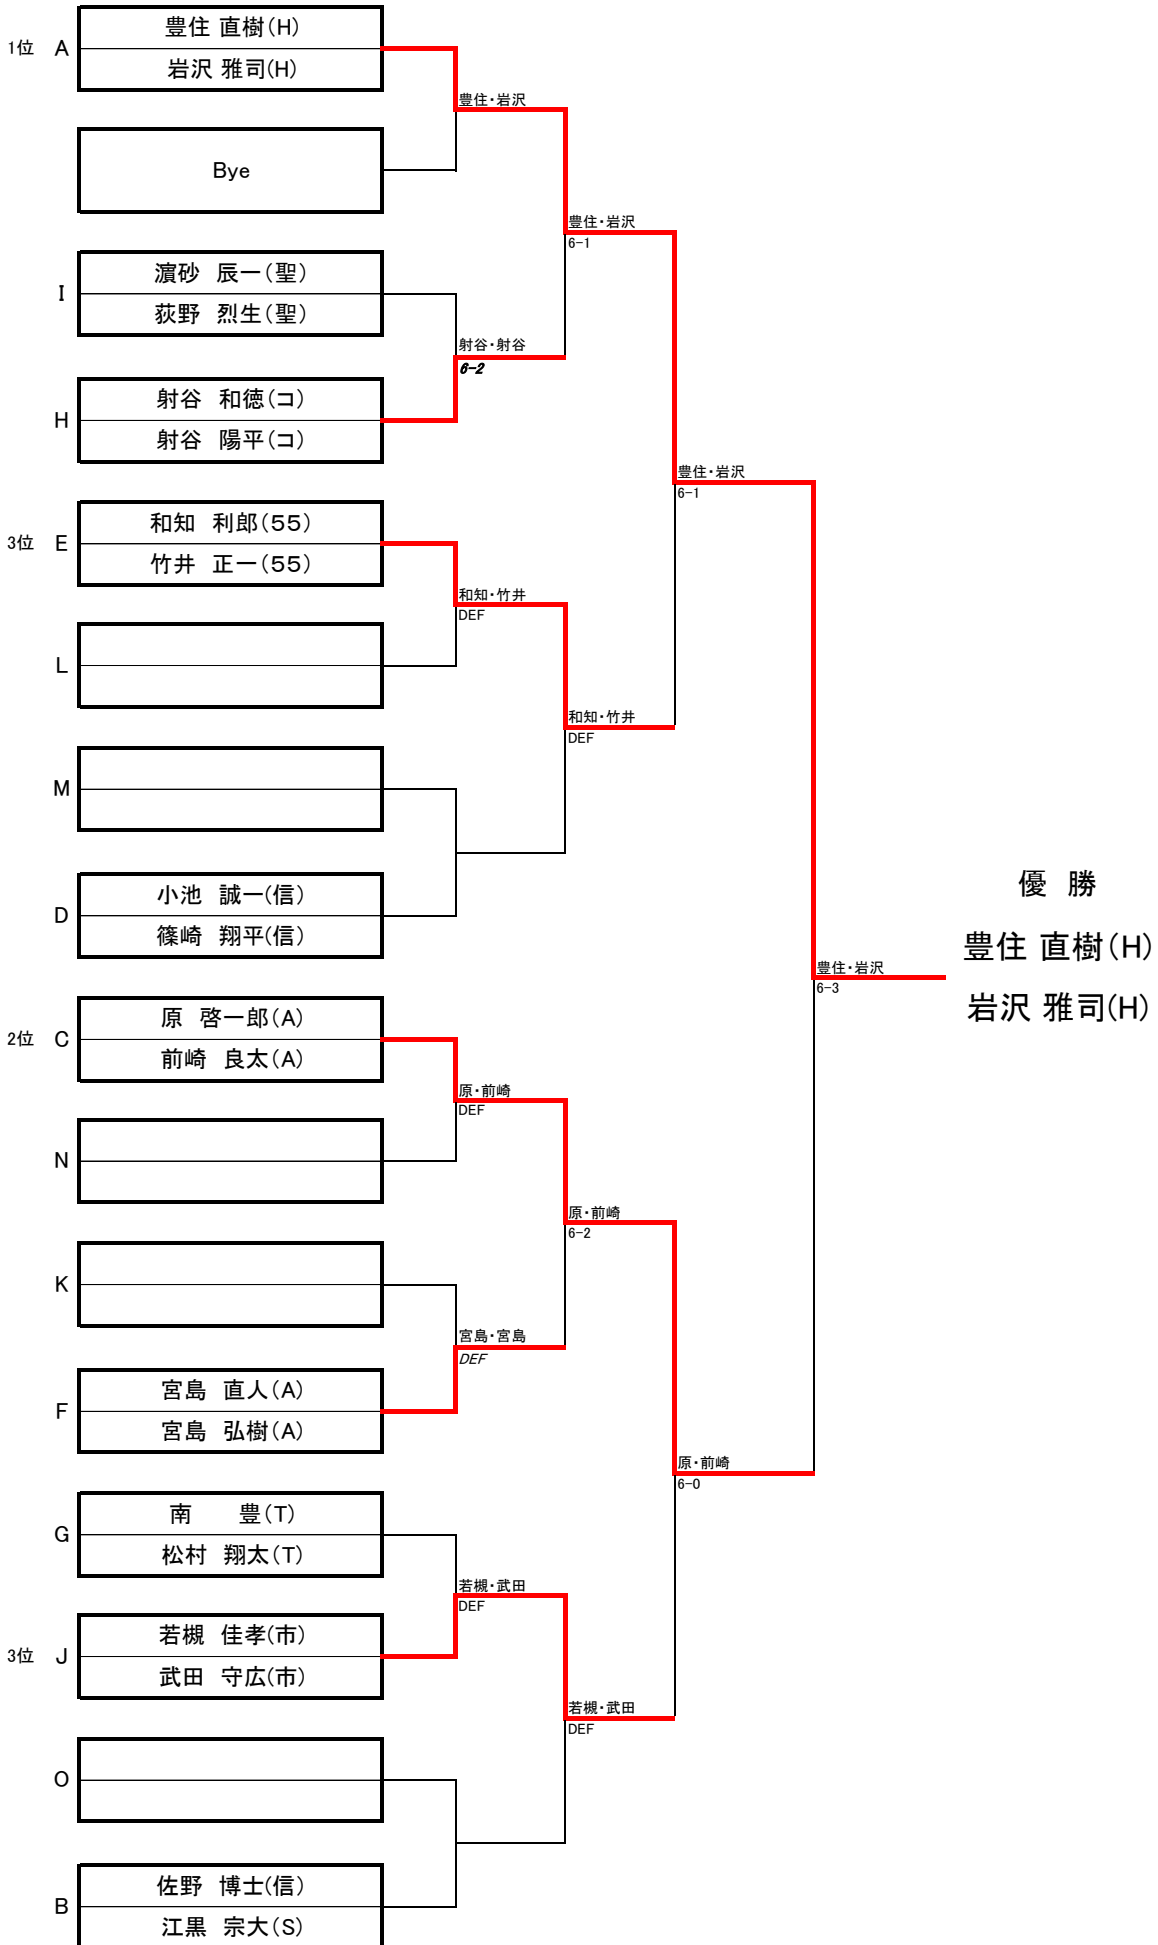 豊住 直樹(H)
1位 A
岩沢 雅司(H)
豊住・岩沢
Bye
豊住・岩沢
6-1
濵砂 辰一(聖)
I
荻野 烈生(聖)
射谷・射谷
6-2
射谷 和徳(コ)
H
射谷 陽平(コ)
豊住・岩沢
6-1
和知 利郎(55)
3位 E
竹井 正一(55)
和知・竹井
DEF
L
和知・竹井
DEF
M
小池 誠一(信)
D
篠崎 翔平(信)
優 勝
豊住 直樹(H)
岩沢 雅司(H)
豊住・岩沢
6-3
原 啓一郎(A)
2位 C
前崎 良太(A)
原・前崎
DEF
N
原・前崎
6-2
K
宮島・宮島
DEF
宮島 直人(A)
F
宮島 弘樹(A)
原・前崎
6-0
南 豊(T)
G
松村 翔太(T)
若槻・武田
DEF
若槻 佳孝(市)
3位 J
武田 守広(市)
若槻・武田
DEF
O
佐野 博士(信)
B
江黒 宗大(S)